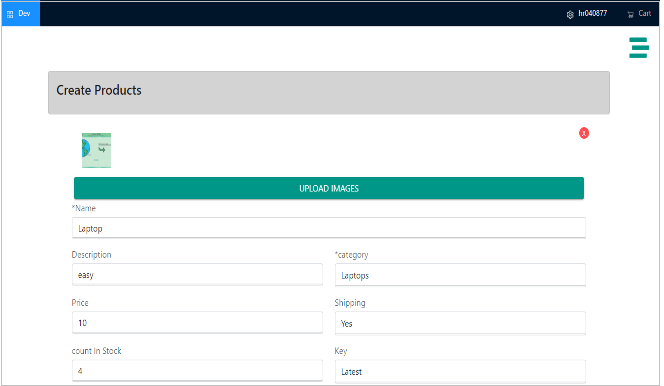 Dev
hr040877
Cart
Create Products
X
UPLOAD IMAGES
*Name
Laptop
Description
*category
easy
Laptops
Price
Shipping
10
Yes
count In Stock
Key
4
Latest